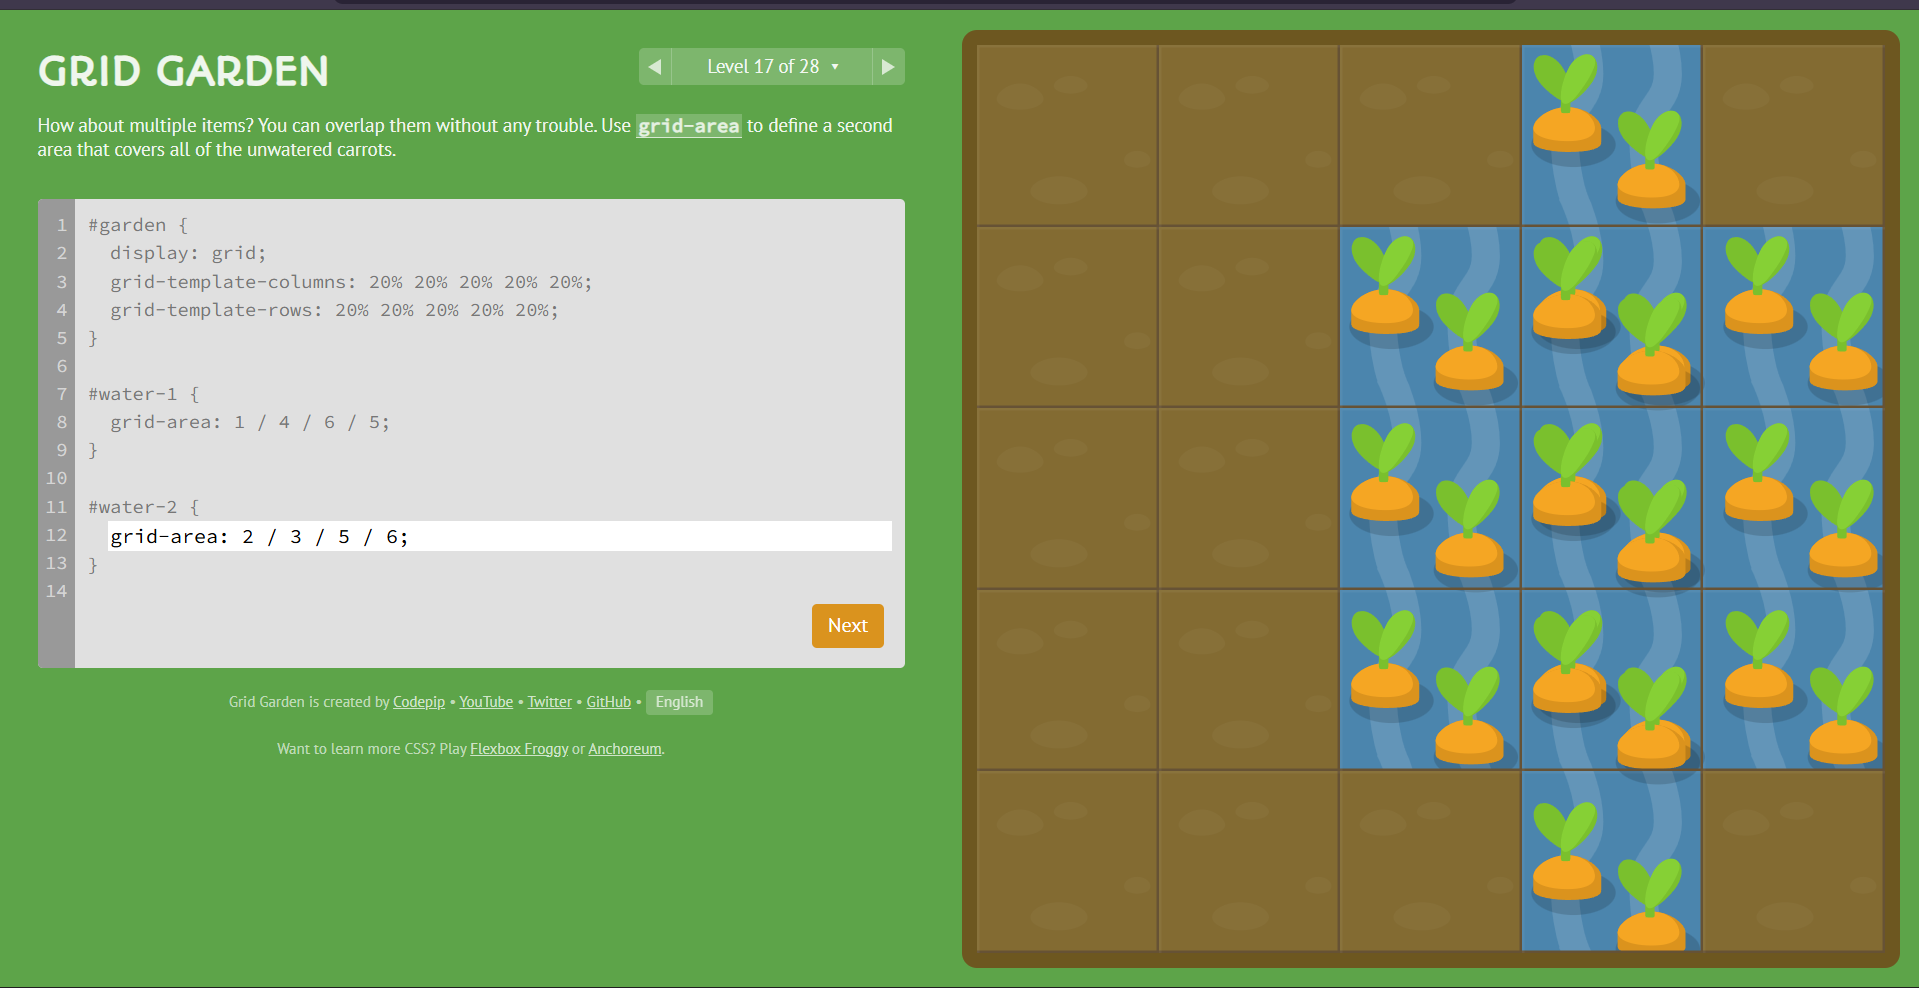 GRID GARDEN
◀ Level 17 of 28 ▾ ▶
How about multiple items? You can overlap them without any trouble. Use grid-area to define a second
area that covers all of the unwatered carrots.
1 #garden {
2   display: grid;
3   grid-template-columns: 20% 20% 20% 20% 20%;
4   grid-template-rows: 20% 20% 20% 20% 20%;
5 }
6
7 #water-1 {
8   grid-area: 1 / 4 / 6 / 5;
9 }
10
11 #water-2 {
12   grid-area: 2 / 3 / 5 / 6;
13 }
14
Next
Grid Garden is created by Codepip • YouTube • Twitter • GitHub • English
Want to learn more CSS? Play Flexbox Froggy or Anchoreum.